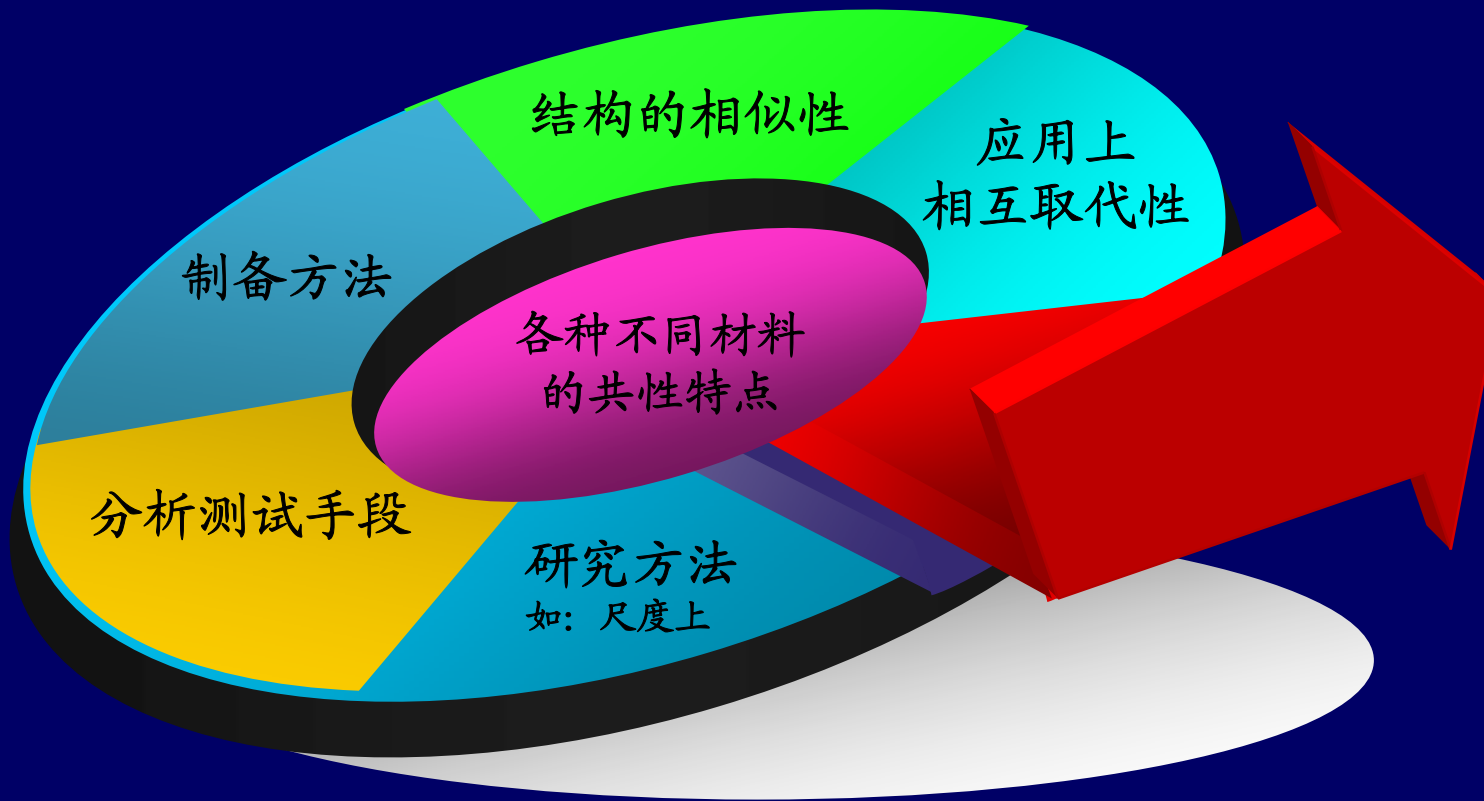 结构的相似性
应用上
相互取代性
制备方法
各种不同材料
的共性特点
分析测试手段
研究方法
如：尺度上